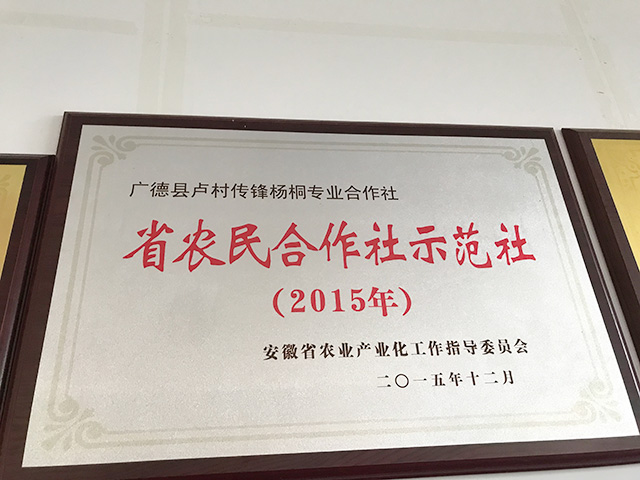 广德县卢村传锋杨桐专业合作社
省农民合作社示范社
(2015年)
安徽省农业产业化工作指导委员会
二〇一五年十二月